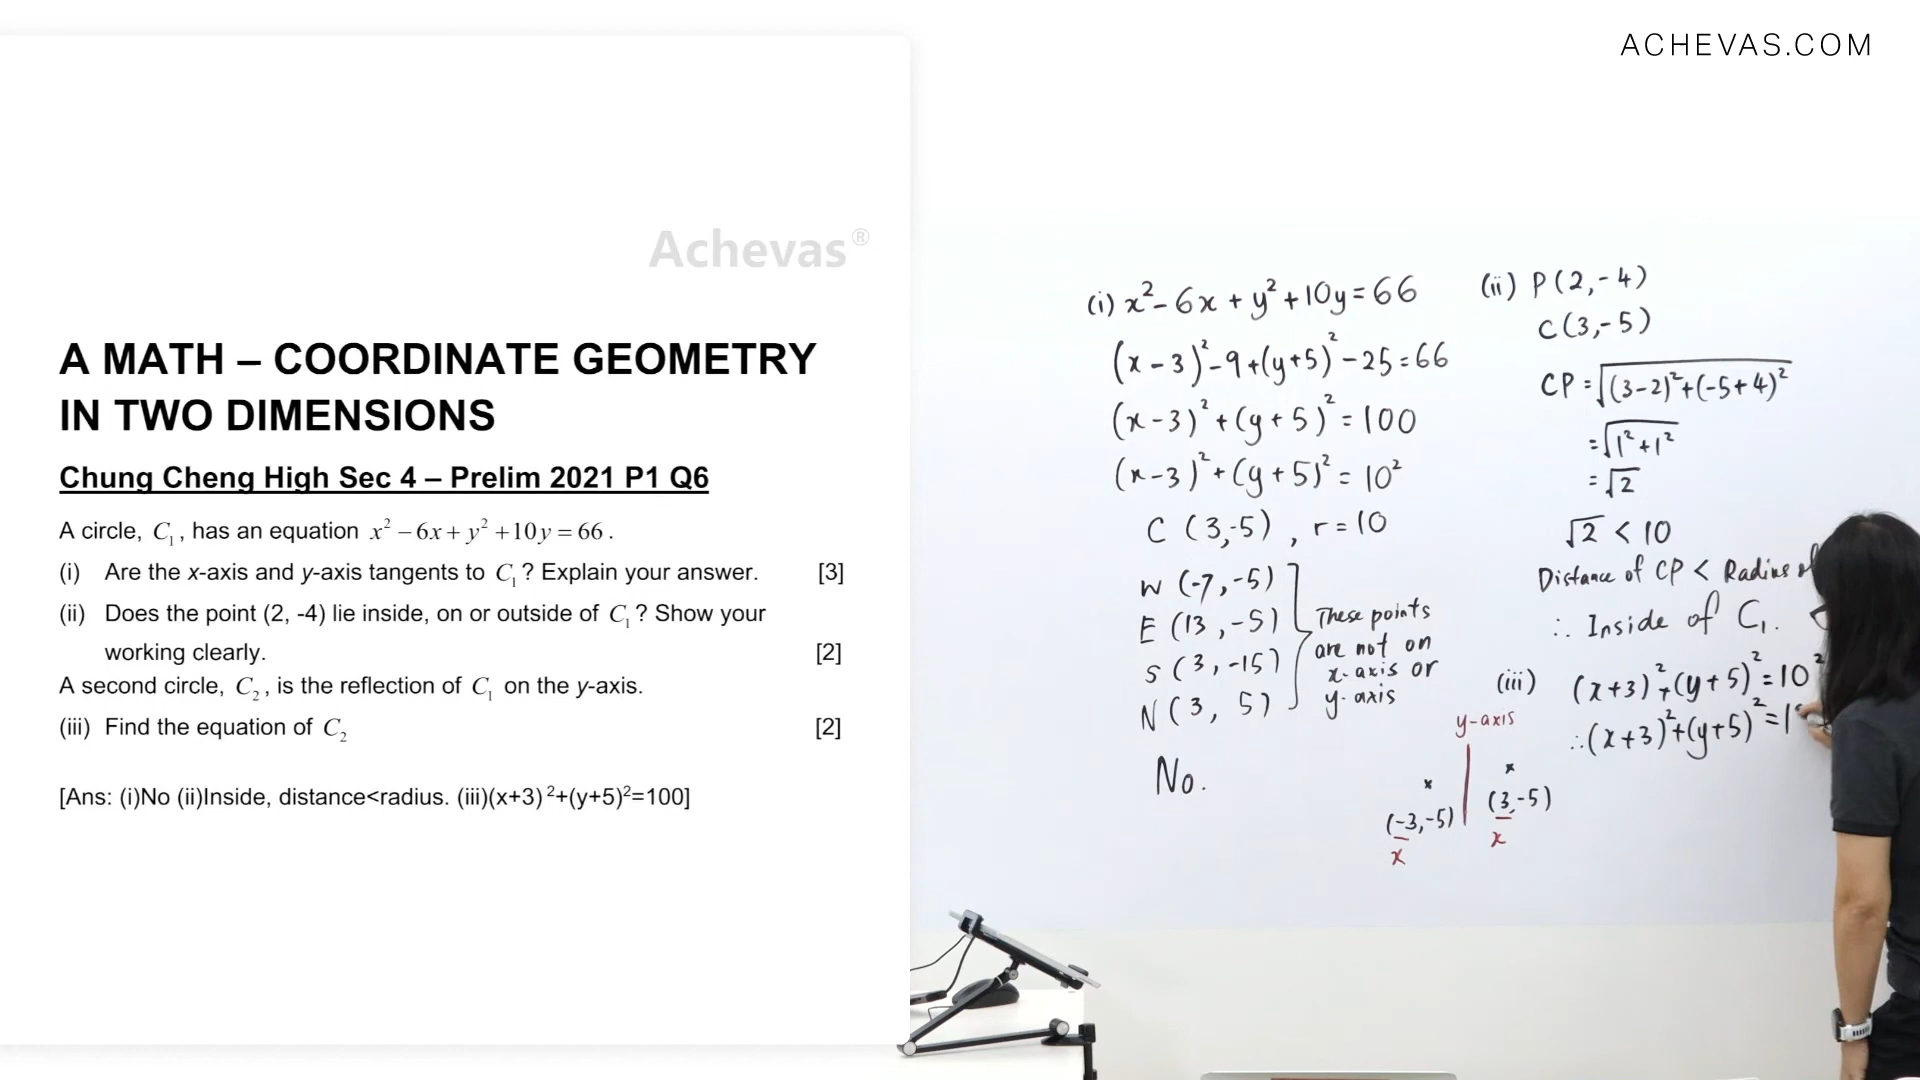 ACHEVAS.COM
Achevas®
A MATH – COORDINATE GEOMETRY
IN TWO DIMENSIONS
Chung Cheng High Sec 4 – Prelim 2021 P1 Q6
A circle, C₁, has an equation x² − 6x + y² + 10y = 66.
(i) Are the x-axis and y-axis tangents to C₁? Explain your answer. [3]
(ii) Does the point (2, -4) lie inside, on or outside of C₁? Show your
working clearly. [2]
A second circle, C₂, is the reflection of C₁ on the y-axis.
(iii) Find the equation of C₂ [2]
[Ans: (i)No (ii)Inside, distance<radius. (iii)(x+3)²+(y+5)²=100]
(i) x² - 6x + y² + 10y = 66
(x - 3)² - 9 + (y + 5)² - 25 = 66
(x - 3)² + (y + 5)² = 100
(x - 3)² + (y + 5)² = 10²
C (3, -5), r = 10
W (-7, -5)
E (13, -5)
S (3, -15)
N (3, 5)
These points
are not on
x-axis or
y-axis
No.
(ii) P (2, -4)
C (3, -5)
CP = √((3-2)² + (-5+4)²)
= √(1² + 1²)
= √2
√2 < 10
Distance of CP < Radius
∴ Inside of C₁.
(iii) (x+3)² + (y+5)² = 10²
∴ (x+3)² + (y+5)² = 1
y-axis
x x
(-3, -5) (3, -5)
x x